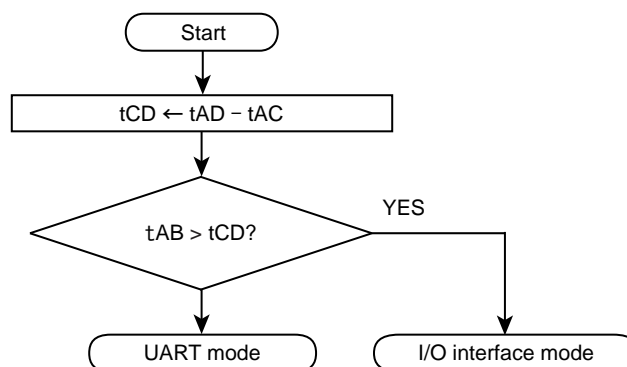 Start
tCD ← tAD − tAC
tAB > tCD?
YES
UART mode
I/O interface mode